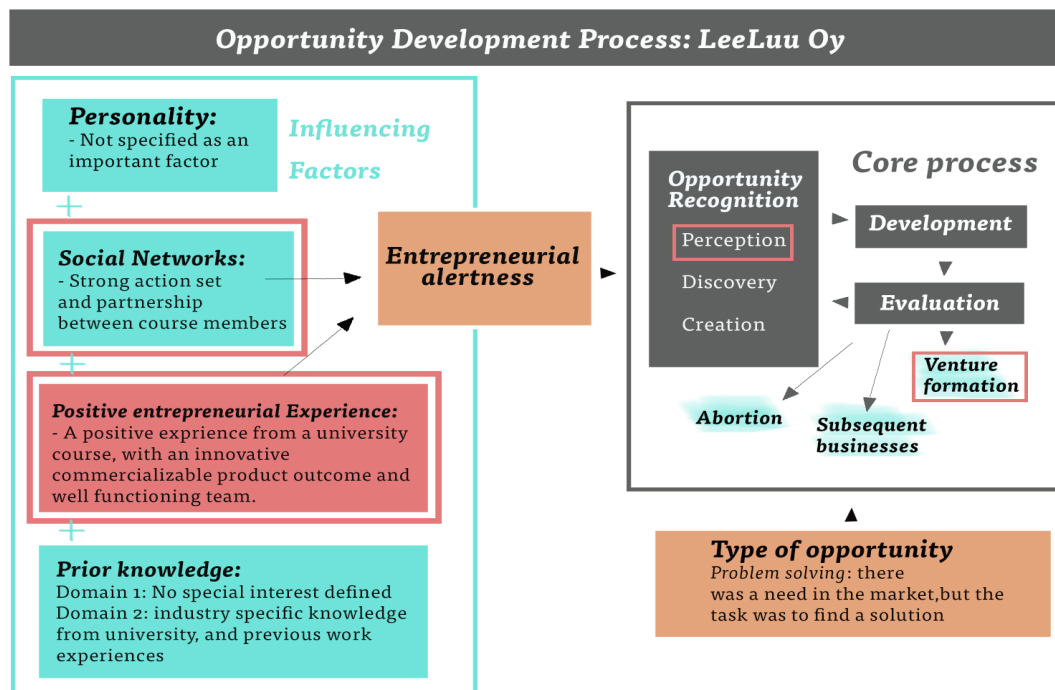 Opportunity Development Process: LeeLuu Oy
Personality:
- Not specified as an
important factor
Influencing
Factors
+
Social Networks:
- Strong action set
and partnership
between course members
+
Positive entrepreneurial Experience:
- A positive exprience from a university
course, with an innovative
commercializable product outcome and
well functioning team.
+
Prior knowledge:
Domain 1: No special interest defined
Domain 2: industry specific knowledge
from university, and previous work
experiences
Entrepreneurial
alertness
Core process
Opportunity
Recognition
Perception
Discovery
Creation
Development
Evaluation
Venture
formation
Abortion
Subsequent
businesses
Type of opportunity
Problem solving: there
was a need in the market,but the
task was to find a solution